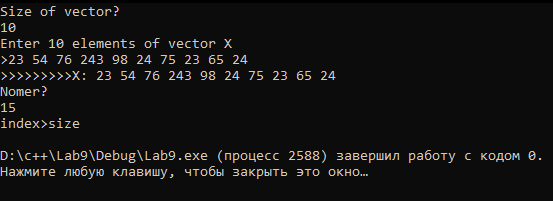 Size of vector?
10
Enter 10 elements of vector X
>23 54 76 243 98 24 75 23 65 24
>>>>>>>>>X: 23 54 76 243 98 24 75 23 65 24
Nomer?
15
index>size
D:\c++\Lab9\Debug\Lab9.exe (процесс 2588) завершил работу с кодом 0.
Нажмите любую клавишу, чтобы закрыть это окно…